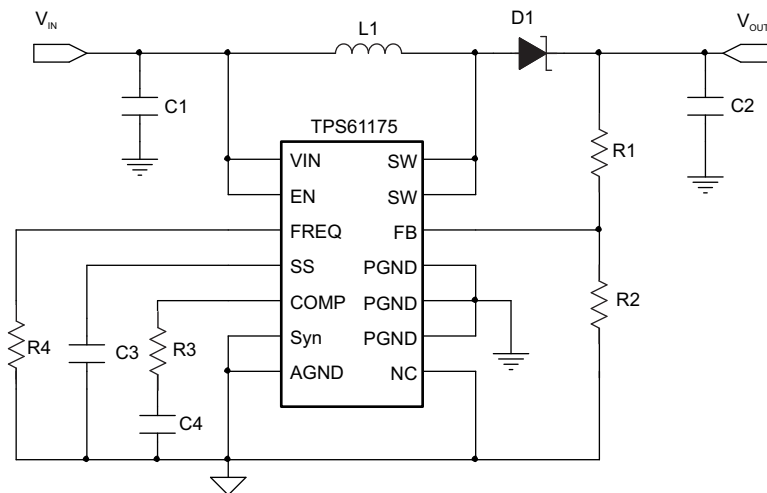 VIN
L1
D1
VOUT
C1
C2
TPS61175
VIN
SW
R1
EN
SW
FREQ
FB
SS
PGND
COMP
PGND
R2
R4
C3
R3
Syn
PGND
AGND
NC
C4